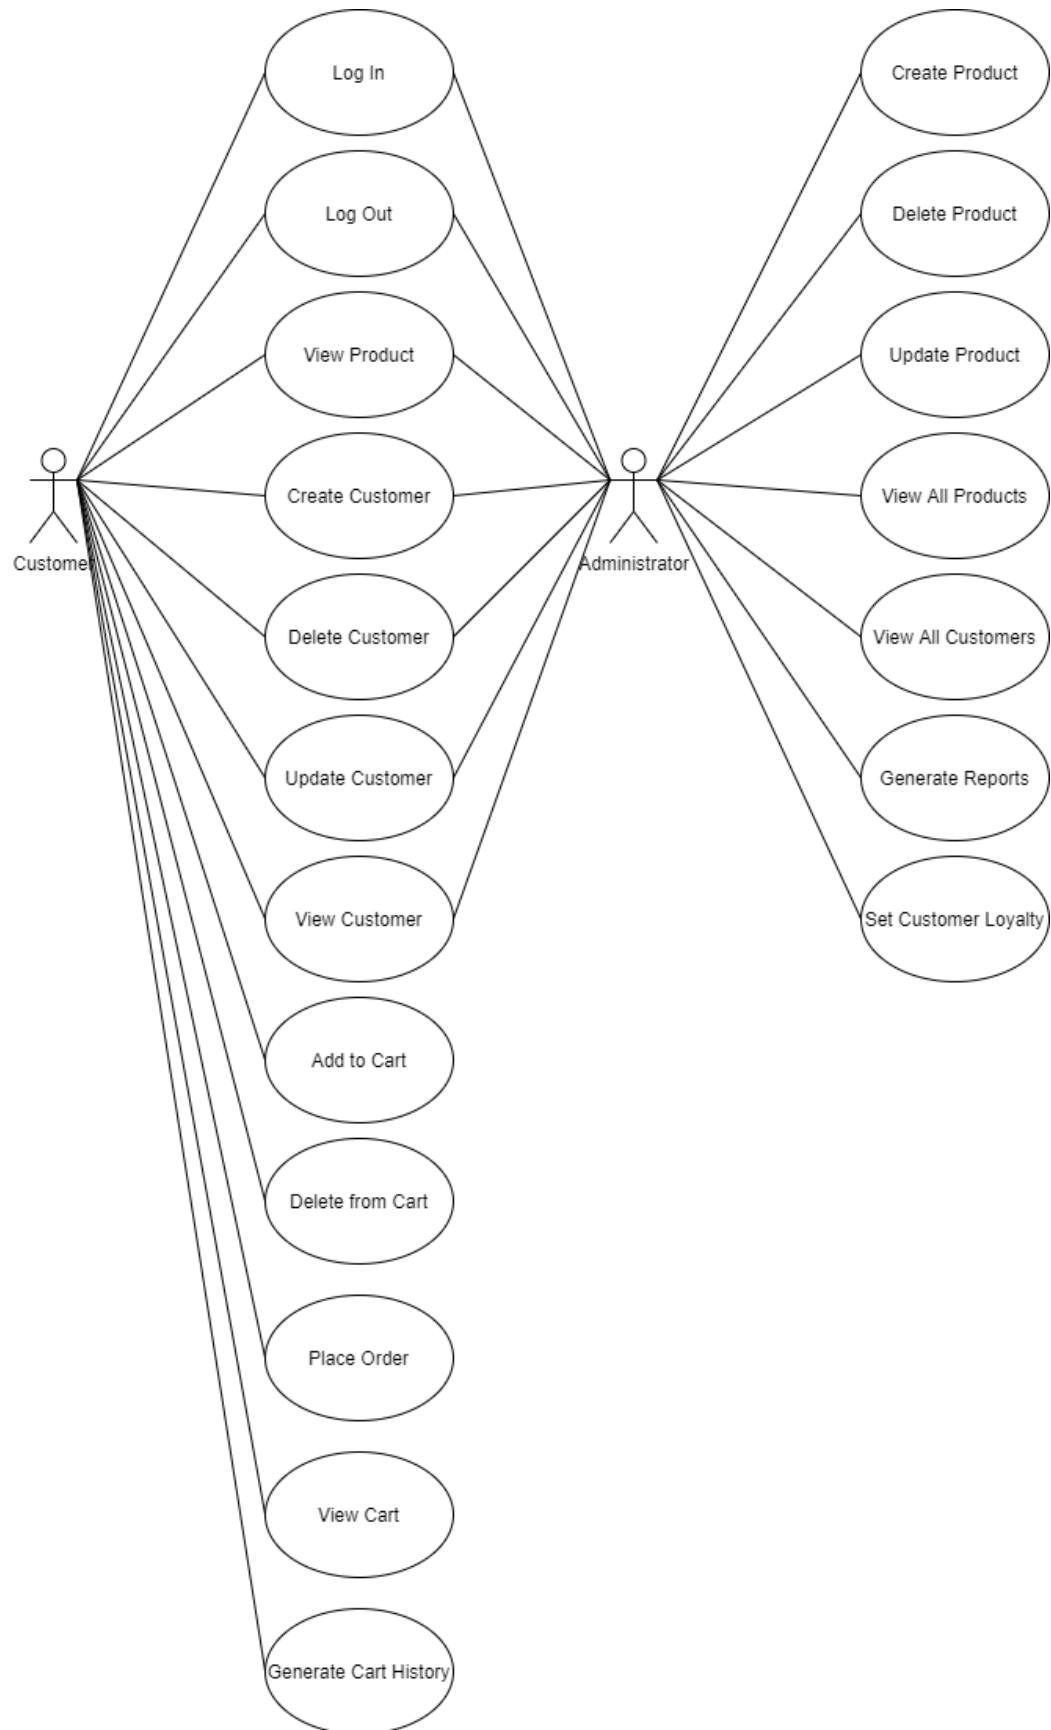 Log In
Create Product
Log Out
Delete Product
View Product
Update Product
Create Customer
View All Products
Customer
Administrator
Delete Customer
View All Customers
Update Customer
Generate Reports
View Customer
Set Customer Loyalty
Add to Cart
Delete from Cart
Place Order
View Cart
Generate Cart History